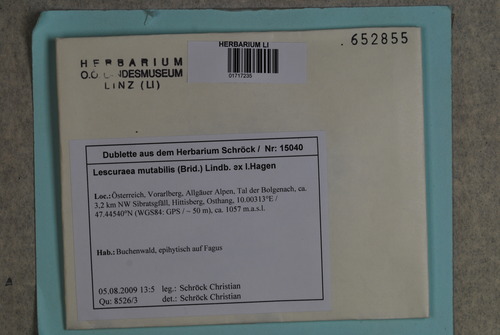 HERBARIUM
O.Ö. LANDESMUSEUM
LINZ (LI)
HERBARIUM LI
01717235
.652855
Dublette aus dem Herbarium Schröck / Nr: 15040
Lescuraea mutabilis (Brid.) Lindb. ex I.Hagen
Loc.: Österreich, Vorarlberg, Allgäuer Alpen, Tal der Bolgenach, ca.
3,2 km NW Sibratsgfäll, Hittisberg, Osthang, 10.00313°E /
47.44540°N (WGS84: GPS / ~ 50 m), ca. 1057 m.a.s.l.
Hab.: Buchenwald, epihytisch auf Fagus
05.08.2009 13:5 leg.: Schröck Christian
Qu: 8526/3 det.: Schröck Christian